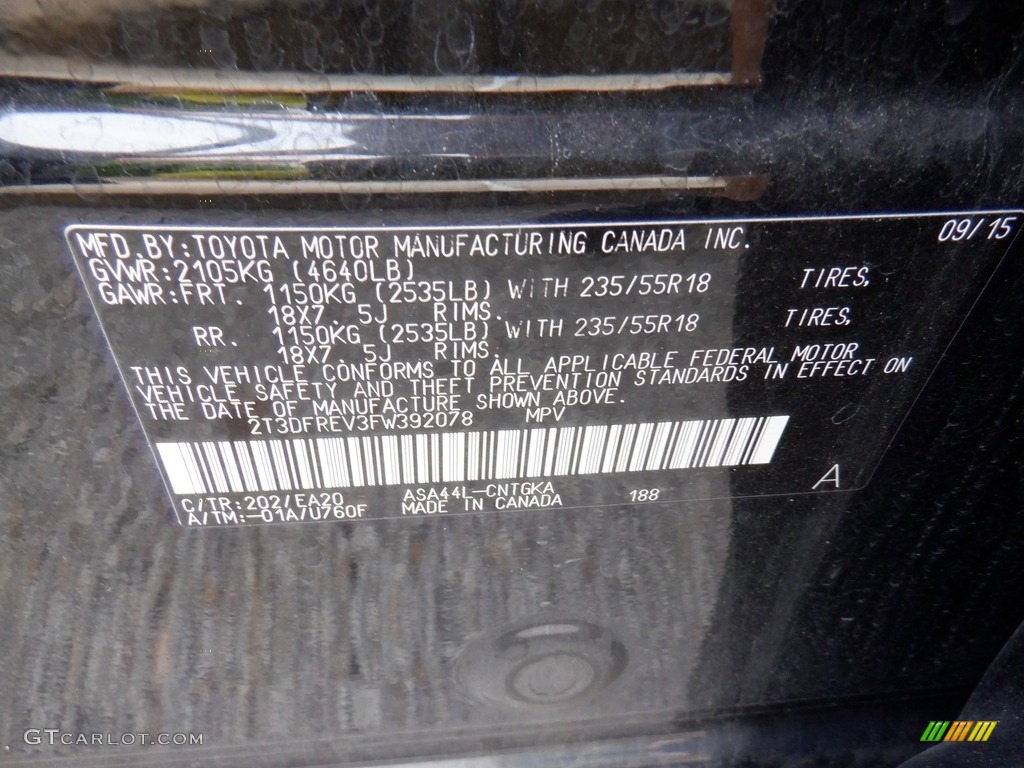 MFD.BY:TOYOTA MOTOR MANUFACTURING CANADA INC. 09/15
GVWR:2105KG (4640LB)
GAWR:FRT. 1150KG (2535LB) WITH 235/55R18 TIRES,
18X7.5J RIMS.
RR. 1150KG (2535LB) WITH 235/55R18 TIRES,
18X7.5J RIMS.
THIS VEHICLE CONFORMS TO ALL APPLICABLE FEDERAL MOTOR
VEHICLE SAFETY AND THEFT PREVENTION STANDARDS IN EFFECT ON
THE DATE OF MANUFACTURE SHOWN ABOVE.
2T3DFREV3FW392078 MPV
C/TR:202/FA20 ASA44L-CNTGKA 188 A
A/TM:-01A/U760F MADE IN CANADA
GTCARLOT.COM